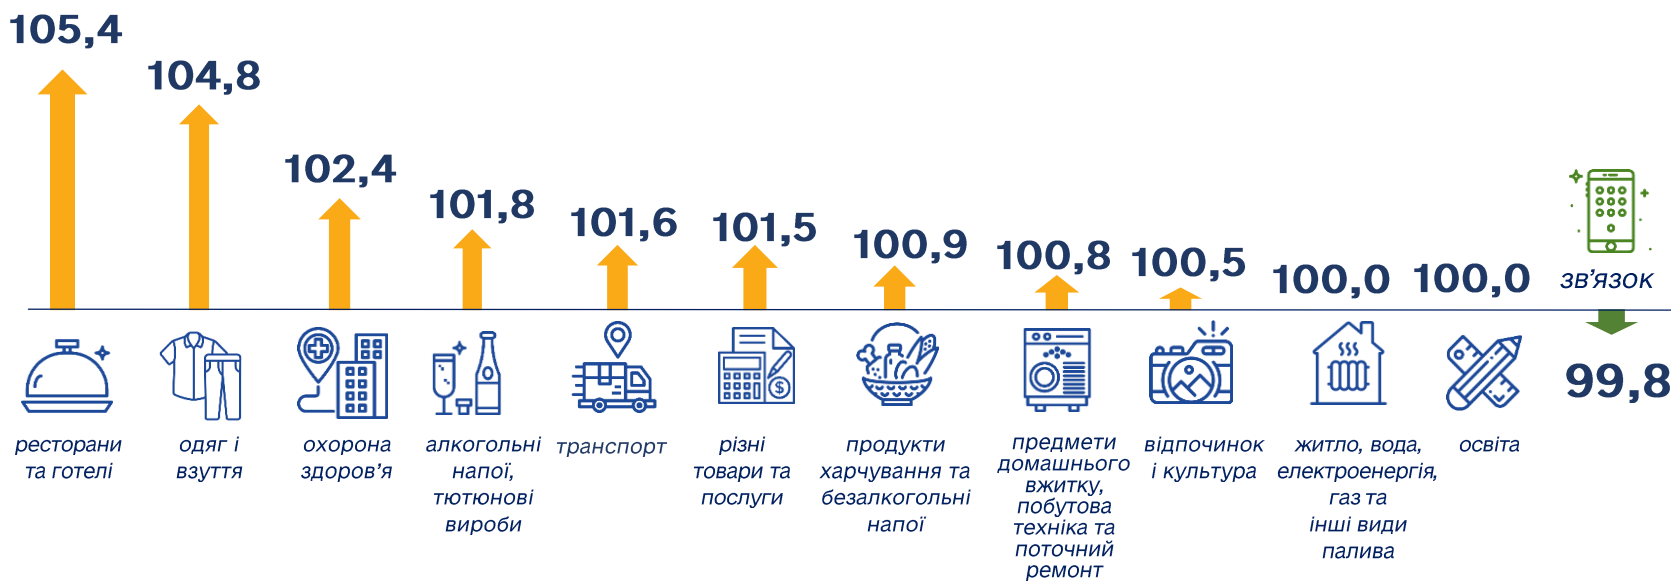 105,4
ресторани
та готелі
104,8
одяг і
взуття
102,4
охорона
здоров’я
101,8
алкогольні
напої,
тютюнові
вироби
101,6
транспорт
101,5
різні
товари та
послуги
100,9
продукти
харчування та
безалкогольні
напої
100,8
предмети
домашнього
вжитку,
побутова
техніка та
поточний
ремонт
100,5
відпочинок
і культура
100,0
житло, вода,
електроенергія,
газ та
інші види
палива
100,0
освіта
зв’язок
99,8